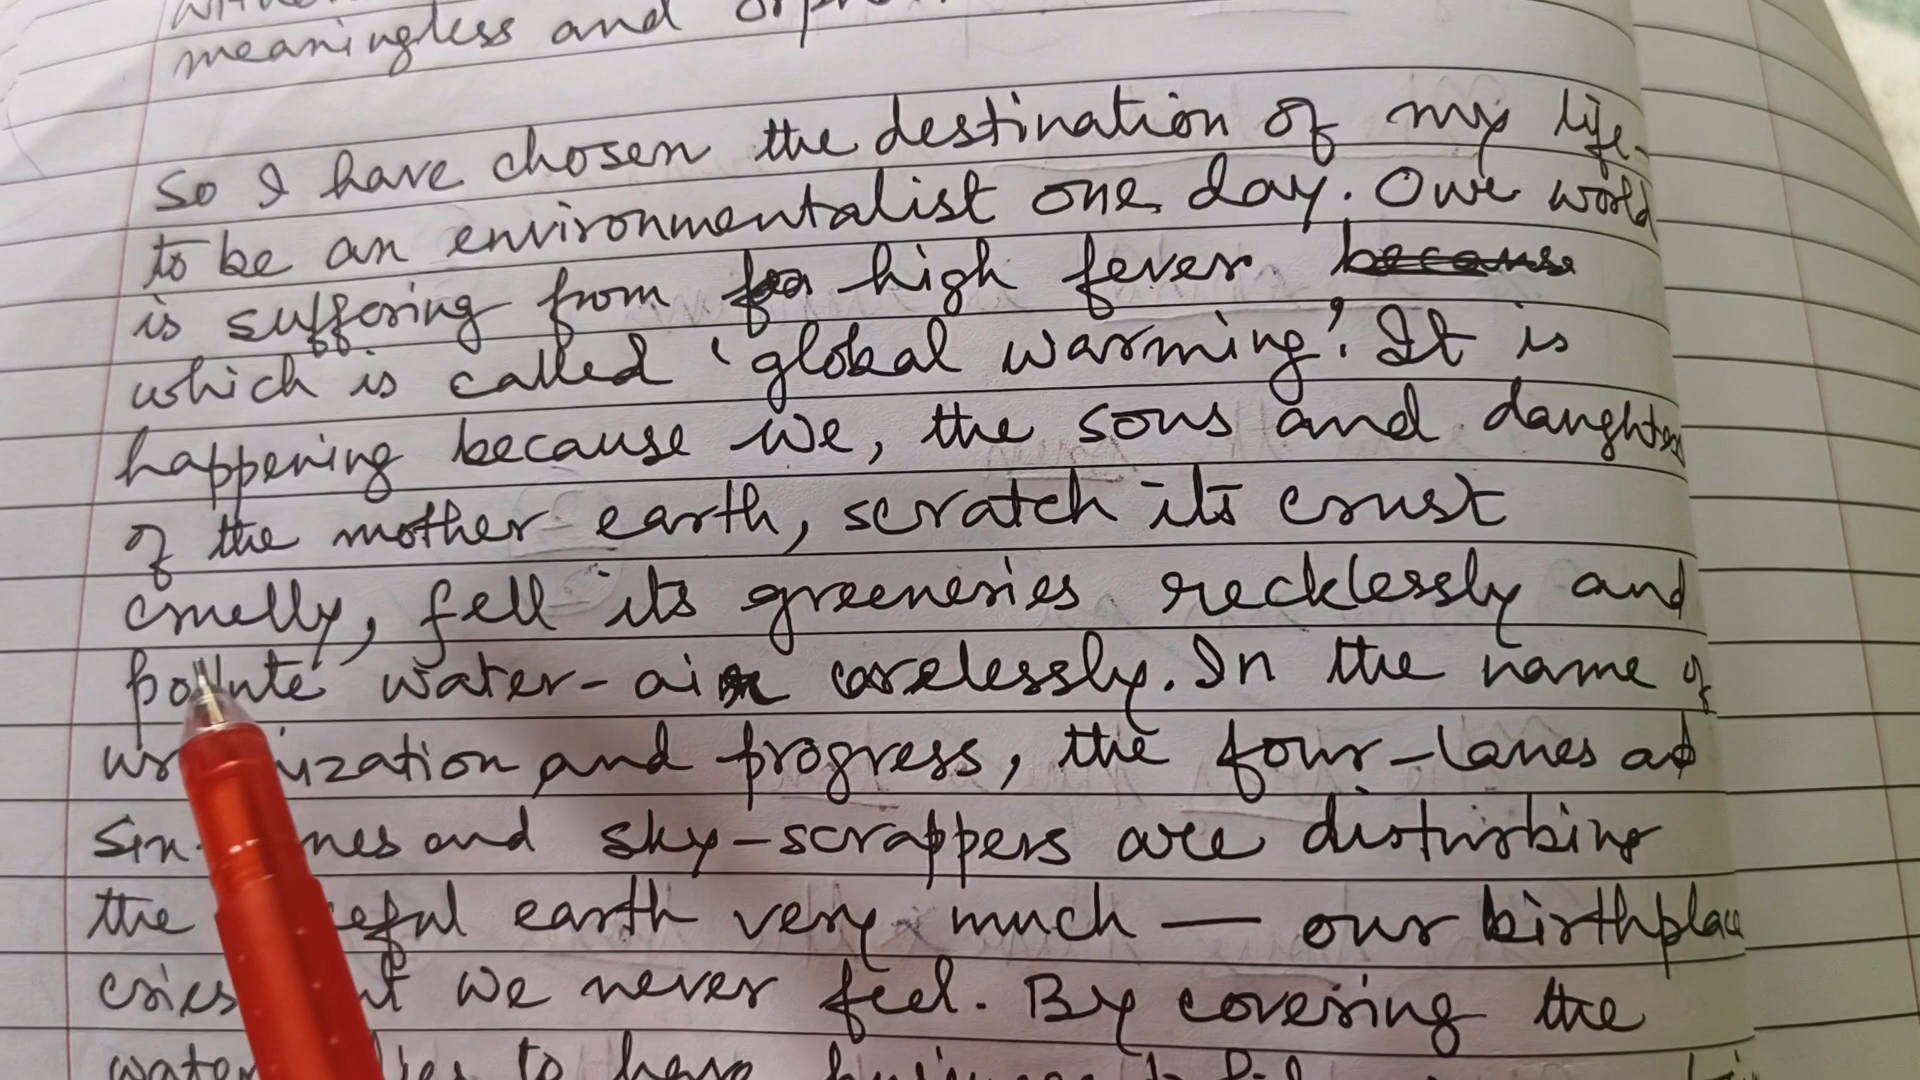 meaningless and
So I have chosen the destination of my life
to be an environmentalist one day. Our world
is suffering from high fever
which is called 'global warming'. It is
happening because we, the sons and daughters
of the mother earth, scratch its crust
cruelly, fell its greeneries recklessly and
pollute water-air carelessly. In the name of
and progress, the four-lanes and
and sky-scrappers are disturbing
the earth very much — our birthplace
cries we never feel. By covering the
to have